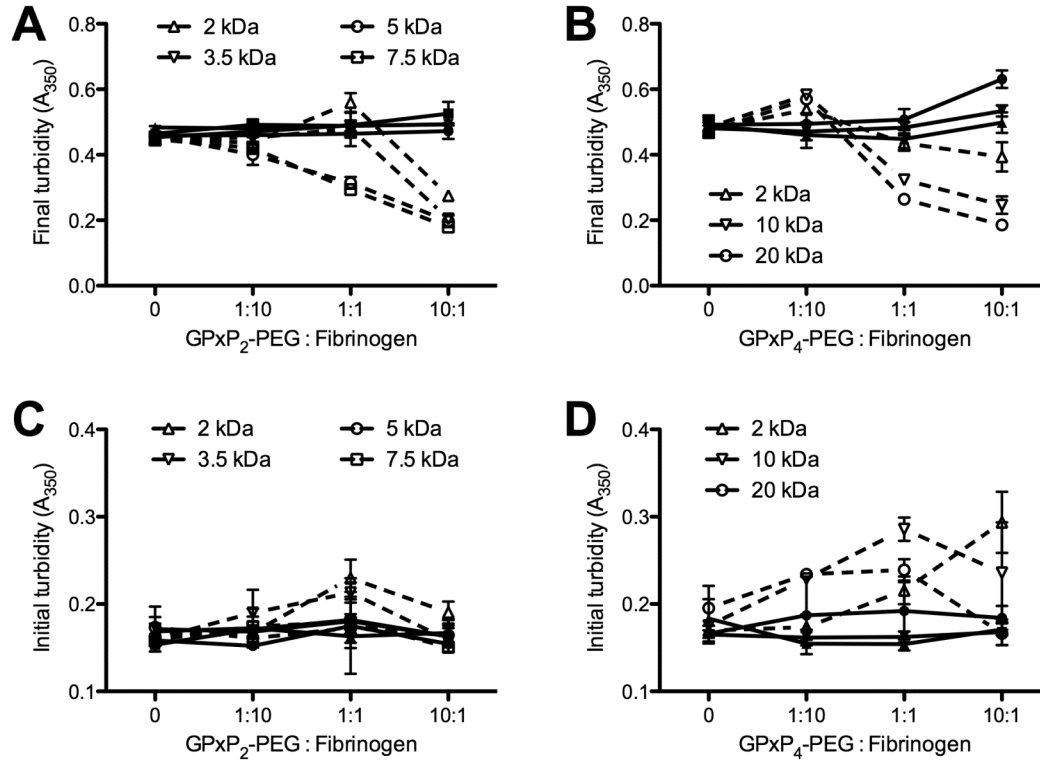 A
2 kDa
5 kDa
3.5 kDa
7.5 kDa
Final turbidity (A350)
0.8
0.6
0.4
0.2
0.0
0
1:10
1:1
10:1
GPxP2-PEG : Fibrinogen
B
Final turbidity (A350)
0.8
0.6
0.4
0.2
0.0
2 kDa
10 kDa
20 kDa
0
1:10
1:1
10:1
GPxP4-PEG : Fibrinogen
C
2 kDa
5 kDa
3.5 kDa
7.5 kDa
Initial turbidity (A350)
0.4
0.3
0.2
0.1
0
1:10
1:1
10:1
GPxP2-PEG : Fibrinogen
D
2 kDa
10 kDa
20 kDa
Initial turbidity (A350)
0.4
0.3
0.2
0.1
0
1:10
1:1
10:1
GPxP4-PEG : Fibrinogen